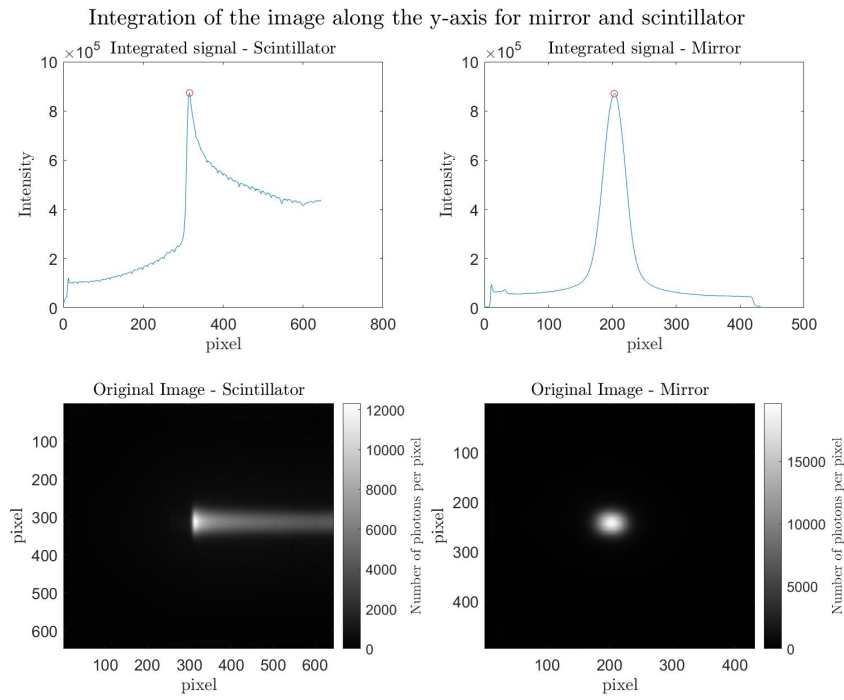 Integration of the image along the y-axis for mirror and scintillator
×10⁵ Integrated signal - Scintillator
10
8
6
4
2
0
Intensity
0 200 400 600 800
pixel
×10⁵ Integrated signal - Mirror
10
8
6
4
2
0
Intensity
0 100 200 300 400 500
pixel
Original Image - Scintillator
100
200
300
400
500
600
pixel
100 200 300 400 500 600
pixel
12000
10000
8000
6000
4000
2000
0
Number of photons per pixel
Original Image - Mirror
100
200
300
400
pixel
100 200 300 400
pixel
15000
10000
5000
0
Number of photons per pixel